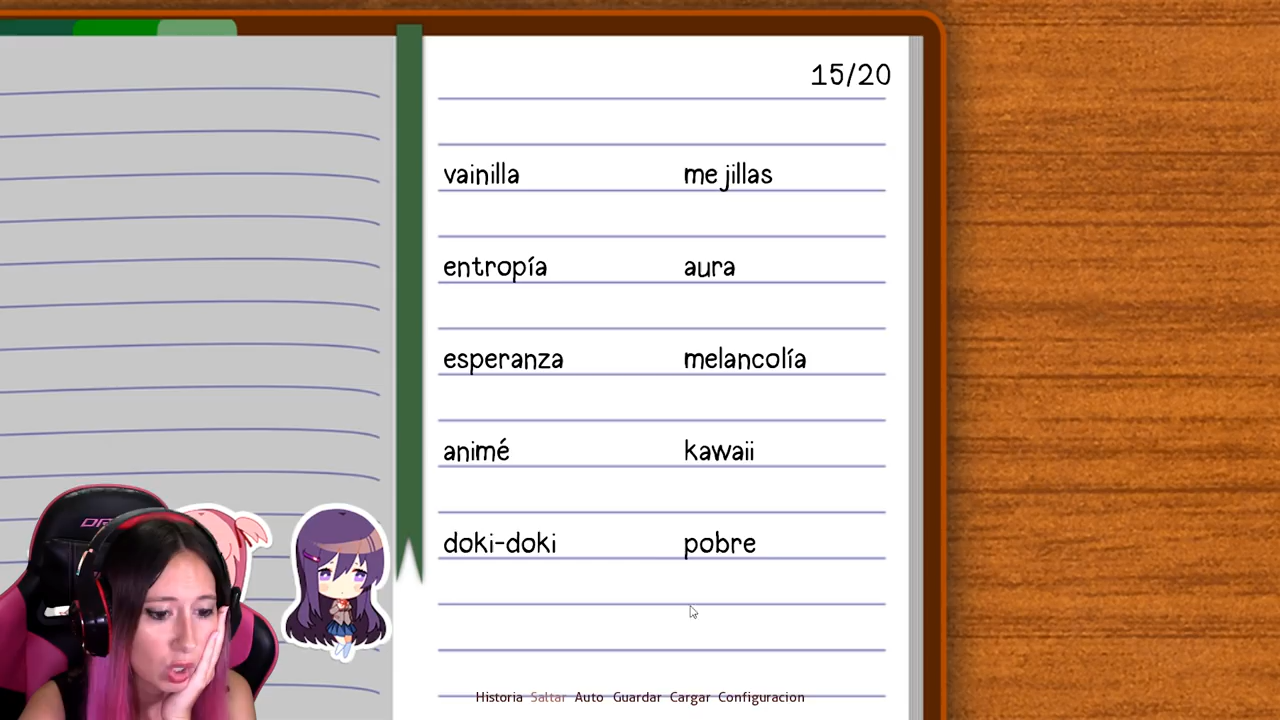 15/20
vainilla mejillas
entropía aura
esperanza melancolía
animé kawaii
doki-doki pobre
Historia Saltar Auto Guardar Cargar Configuracion